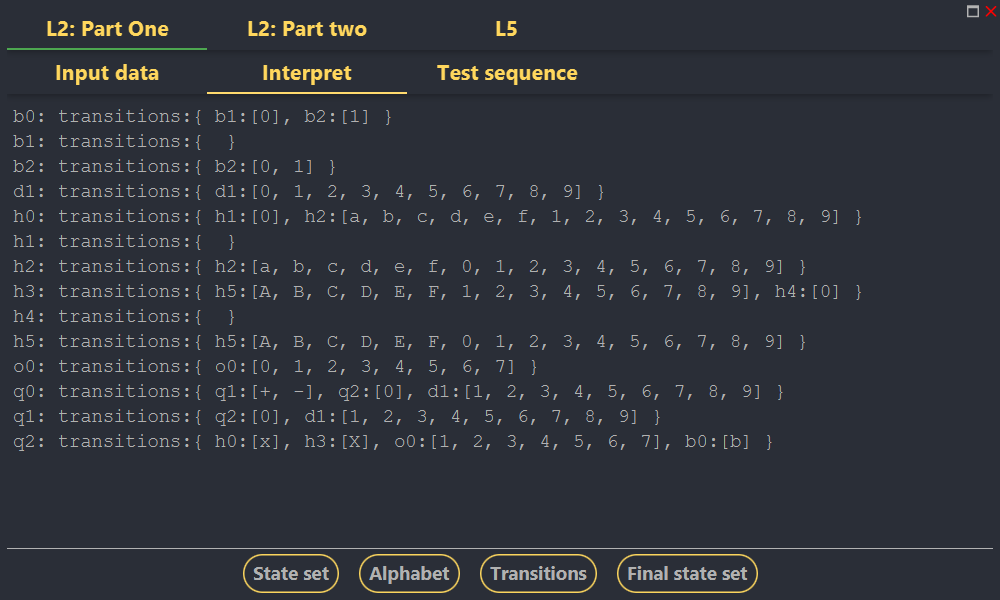 L2: Part One L2: Part two L5
Input data Interpret Test sequence
b0: transitions:{ b1:[0], b2:[1] }
b1: transitions:{  }
b2: transitions:{ b2:[0, 1] }
d1: transitions:{ d1:[0, 1, 2, 3, 4, 5, 6, 7, 8, 9] }
h0: transitions:{ h1:[0], h2:[a, b, c, d, e, f, 1, 2, 3, 4, 5, 6, 7, 8, 9] }
h1: transitions:{  }
h2: transitions:{ h2:[a, b, c, d, e, f, 0, 1, 2, 3, 4, 5, 6, 7, 8, 9] }
h3: transitions:{ h5:[A, B, C, D, E, F, 1, 2, 3, 4, 5, 6, 7, 8, 9], h4:[0] }
h4: transitions:{  }
h5: transitions:{ h5:[A, B, C, D, E, F, 0, 1, 2, 3, 4, 5, 6, 7, 8, 9] }
o0: transitions:{ o0:[0, 1, 2, 3, 4, 5, 6, 7] }
q0: transitions:{ q1:[+, -], q2:[0], d1:[1, 2, 3, 4, 5, 6, 7, 8, 9] }
q1: transitions:{ q2:[0], d1:[1, 2, 3, 4, 5, 6, 7, 8, 9] }
q2: transitions:{ h0:[x], h3:[X], o0:[1, 2, 3, 4, 5, 6, 7], b0:[b] }
State set Alphabet Transitions Final state set